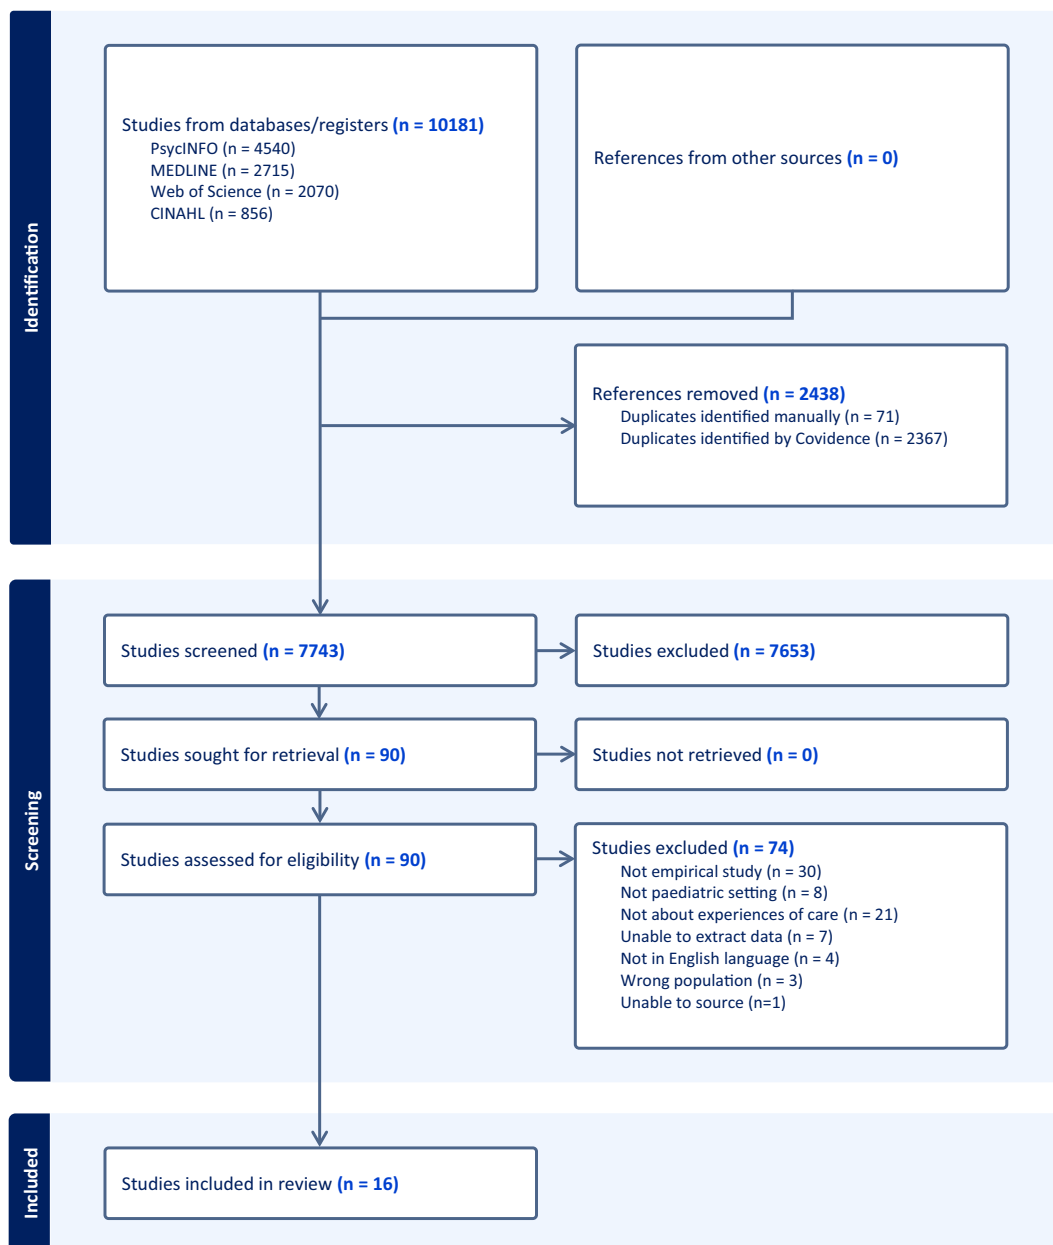 Identification
Studies from databases/registers (n = 10181)
PsycINFO (n = 4540)
MEDLINE (n = 2715)
Web of Science (n = 2070)
CINAHL (n = 856)
References from other sources (n = 0)
References removed (n = 2438)
Duplicates identified manually (n = 71)
Duplicates identified by Covidence (n = 2367)
Screening
Studies screened (n = 7743)
Studies excluded (n = 7653)
Studies sought for retrieval (n = 90)
Studies not retrieved (n = 0)
Studies assessed for eligibility (n = 90)
Studies excluded (n = 74)
Not empirical study (n = 30)
Not paediatric setting (n = 8)
Not about experiences of care (n = 21)
Unable to extract data (n = 7)
Not in English language (n = 4)
Wrong population (n = 3)
Unable to source (n=1)
Included
Studies included in review (n = 16)